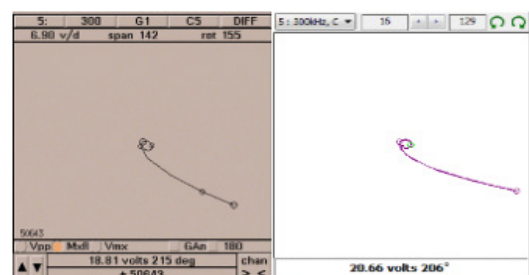 5: 300 G1 C5 DIFF
6.90 v/d span 142 rot 155
50643
Vpp Mxdl Vmx GAn 180
18.81 volts 215 deg chan
+ 50643 > <
5 : 300kHz, C 16 129
20.66 volts 206°